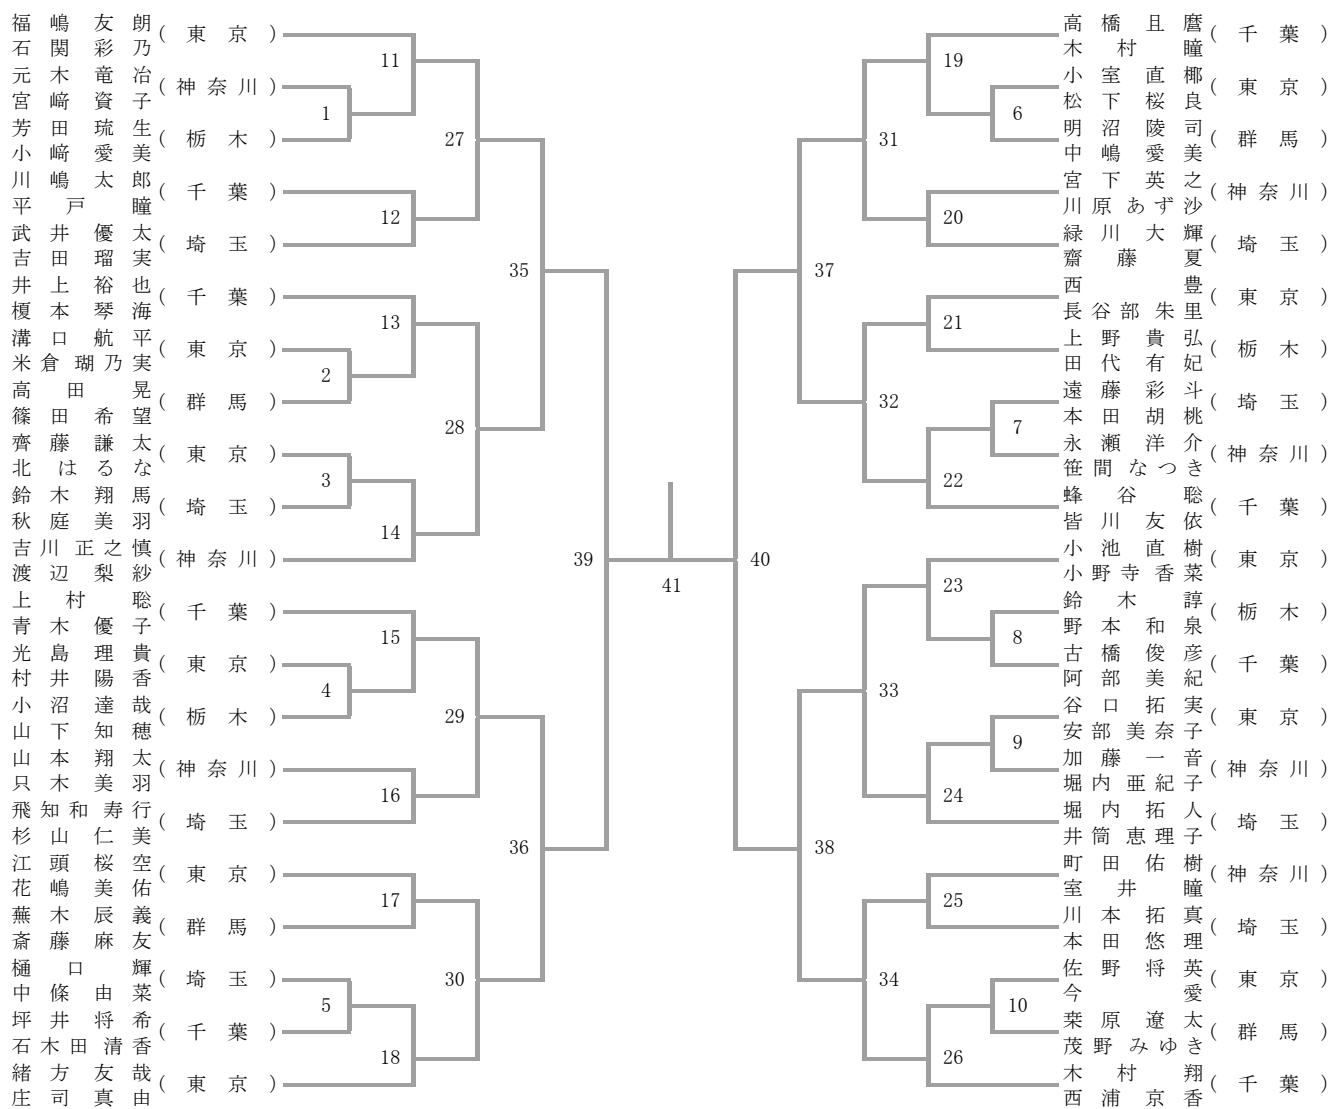 福嶋友朗
石関彩乃
(東京)
元木竜冶
宮﨑資子
(神奈川)
芳田琉生
小﨑愛美
(栃木)
川嶋太郎
平戸瞳
(千葉)
武井優太
吉田瑠実
(埼玉)
井上裕也
榎本琴海
(千葉)
溝口航平
米倉瑚乃実
(東京)
高田晃
篠田希望
(群馬)
齊藤謙太
北はるな
(東京)
鈴木翔馬
秋庭美羽
(埼玉)
吉川正之慎
渡辺梨紗
(神奈川)
上村聡
青木優子
(千葉)
光島理貴
村井陽香
(東京)
小沼達哉
山下知穂
(栃木)
山本翔太
只木美羽
(神奈川)
飛知和寿行
杉山仁美
(埼玉)
江頭桜空
花嶋美佑
(東京)
蕪木辰義
斎藤麻友
(群馬)
樋口輝
中條由菜
(埼玉)
坪井将希
石木田清香
(千葉)
緒方友哉
庄司真由
(東京)
1
2
3
4
5
11
12
13
14
15
16
17
18
27
28
29
30
35
36
39
41
40
37
38
31
32
33
34
19
20
21
22
23
24
25
26
6
7
8
9
10
高橋且麿
木村瞳
(千葉)
小室直椰
松下桜良
(東京)
明沼陵司
中嶋愛美
(群馬)
宮下英之
川原あず沙
(神奈川)
緑川大輝
齋藤夏
(埼玉)
西豊
長谷部朱里
(東京)
上野貴弘
田代有妃
(栃木)
遠藤彩斗
本田胡桃
(埼玉)
永瀬洋介
笹間なつき
(神奈川)
蜂谷聡
皆川友依
(千葉)
小池直樹
小野寺香菜
(東京)
鈴木諄
野本和泉
(栃木)
古橋俊彦
阿部美紀
(千葉)
谷口拓実
安部美奈子
(東京)
加藤一音
堀内亜紀子
(神奈川)
堀内拓人
井筒恵理子
(埼玉)
町田佑樹
室井瞳
(神奈川)
川本拓真
本田悠理
(埼玉)
佐野将英
今愛
(東京)
桒原遼太
茂野みゆき
(群馬)
木村翔
西浦京香
(千葉)